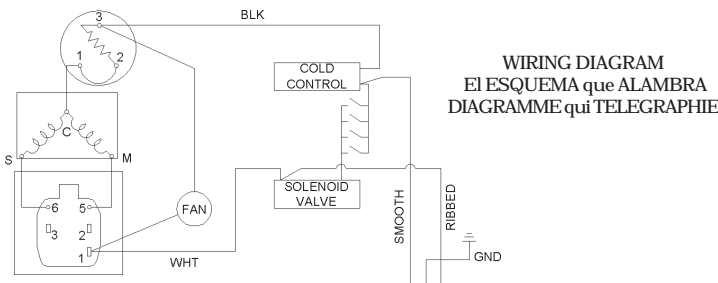 BLK
3
1
2
COLD
CONTROL
WIRING DIAGRAM
El ESQUEMA que ALAMBRA
DIAGRAMME qui TELEGRAPHIE
C
S
M
SOLENOID
VALVE
6
5
3
2
1
FAN
SMOOTH
RIBBED
GND
WHT